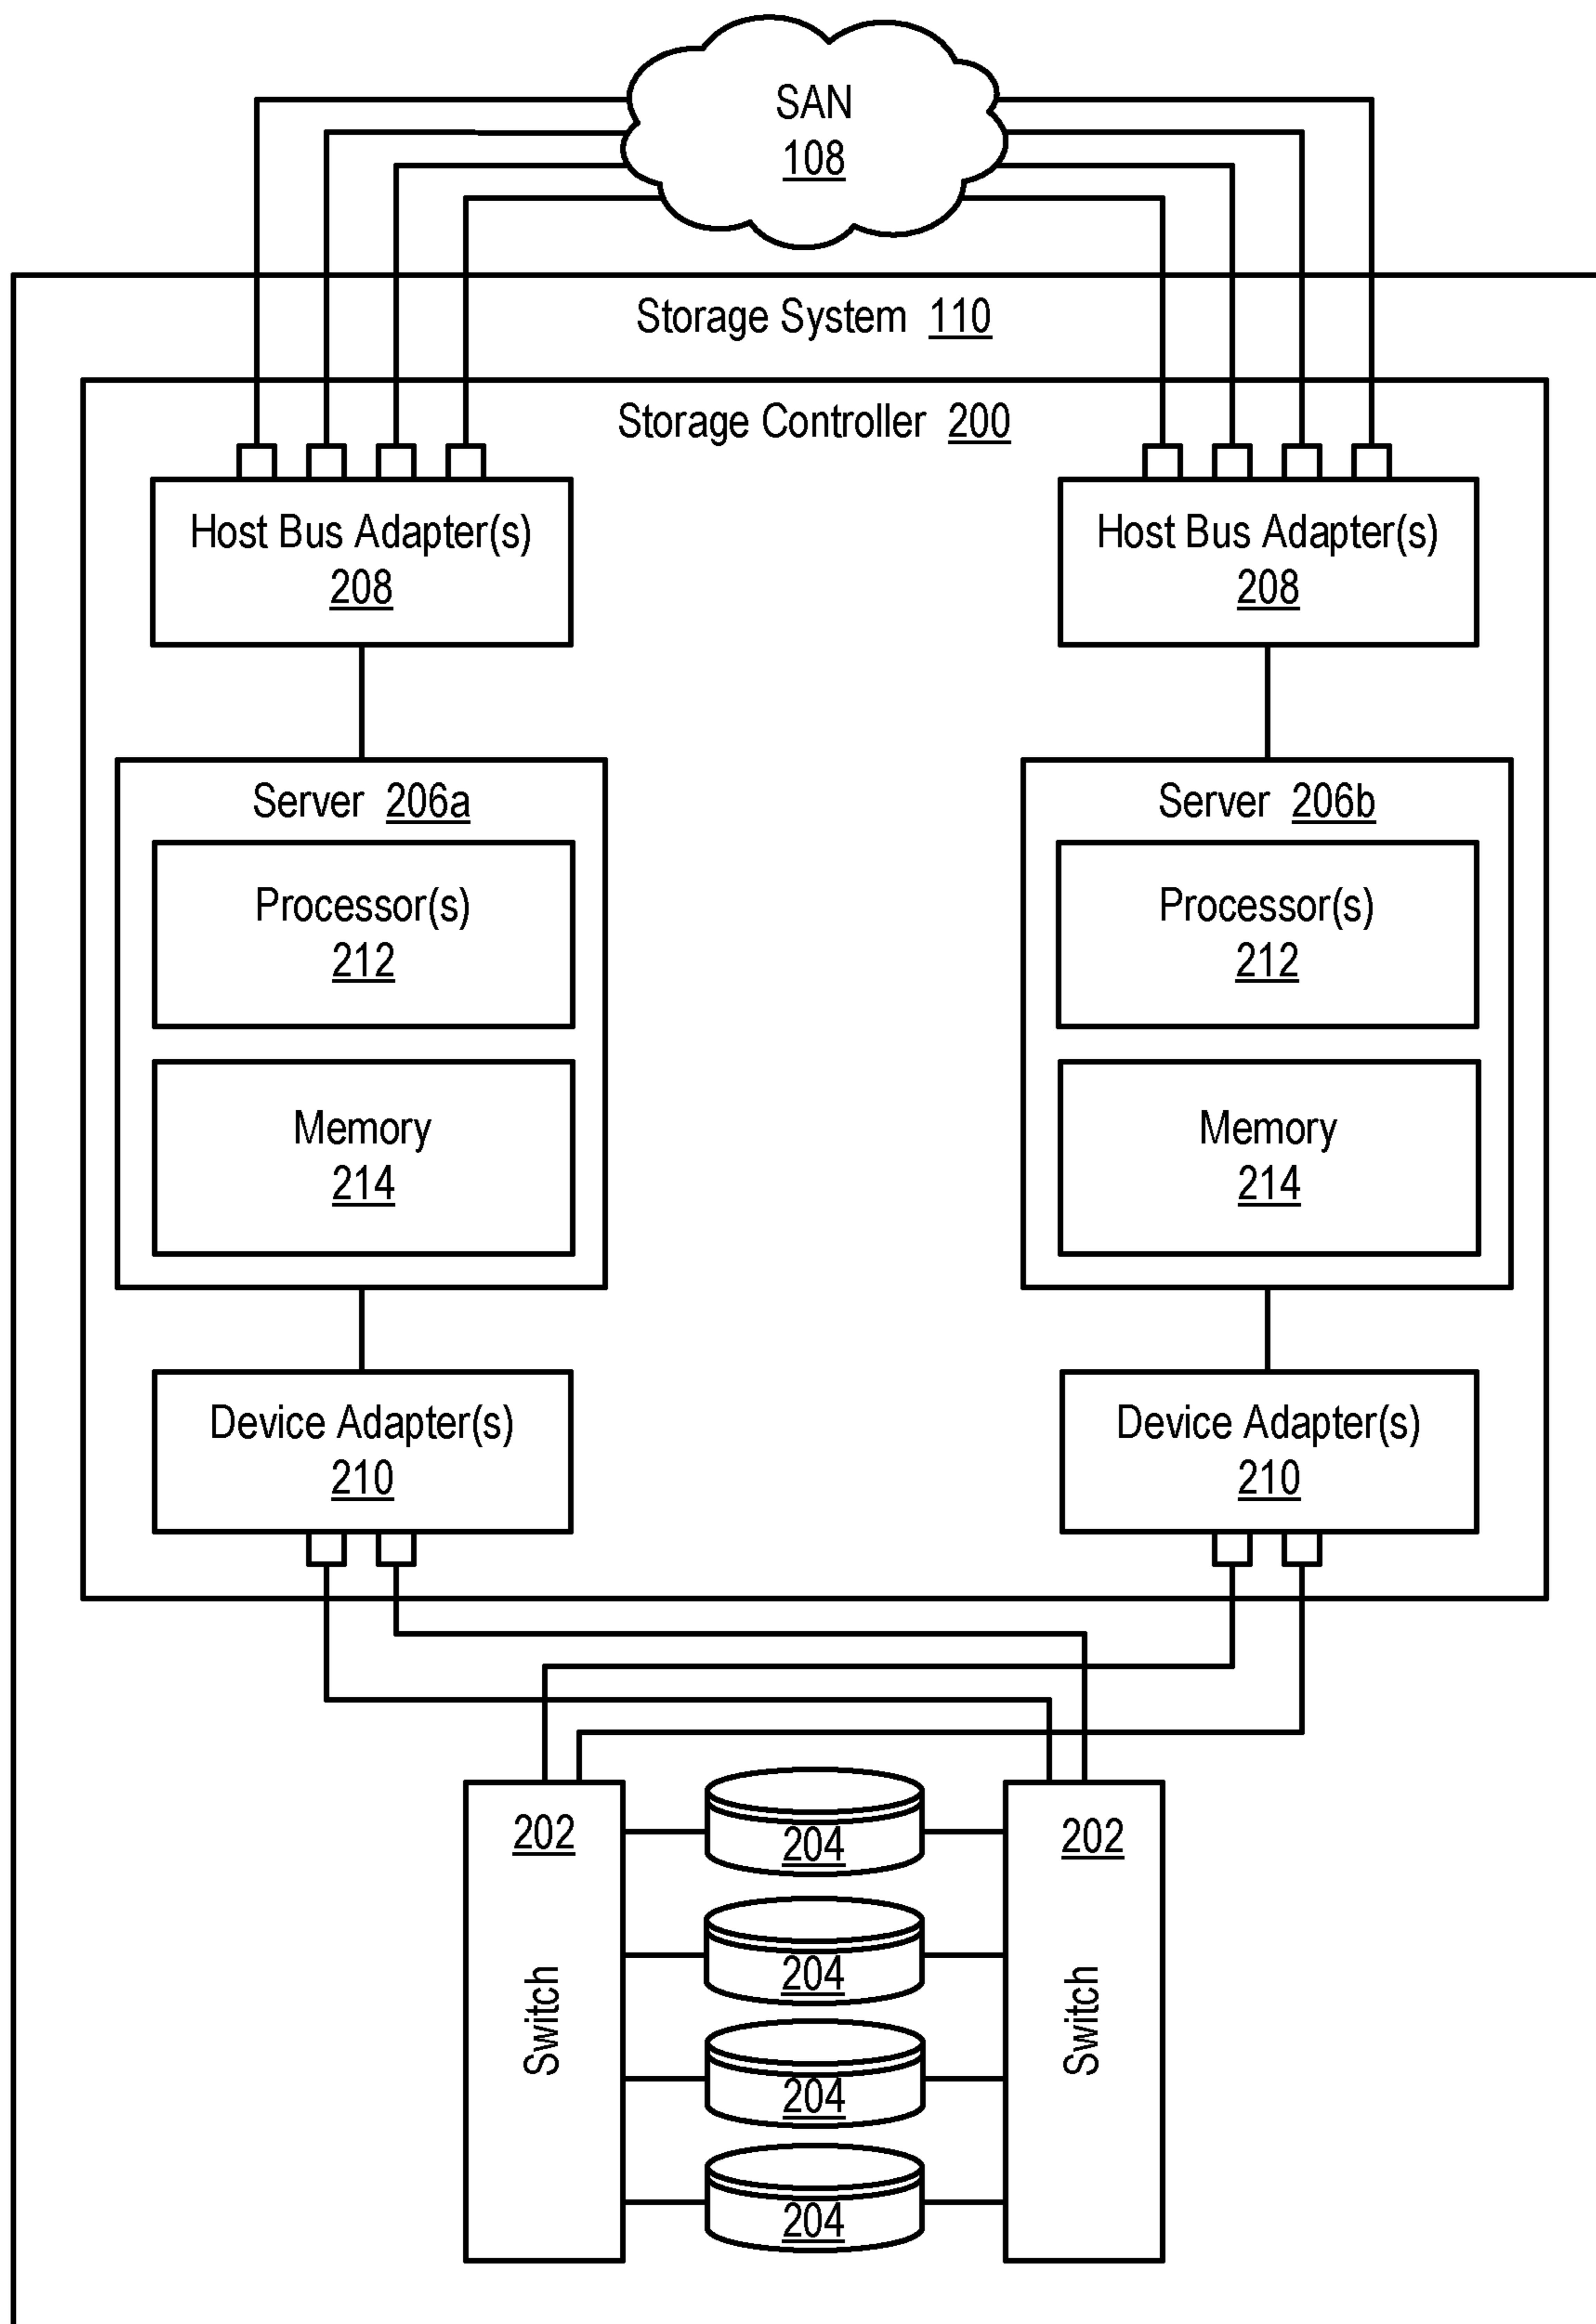 SAN
108
Storage System 110
Storage Controller 200
Host Bus Adapter(s)
208
Host Bus Adapter(s)
208
Server 206a
Processor(s)
212
Memory
214
Server 206b
Processor(s)
212
Memory
214
Device Adapter(s)
210
Device Adapter(s)
210
202
Switch
204
204
204
204
202
Switch